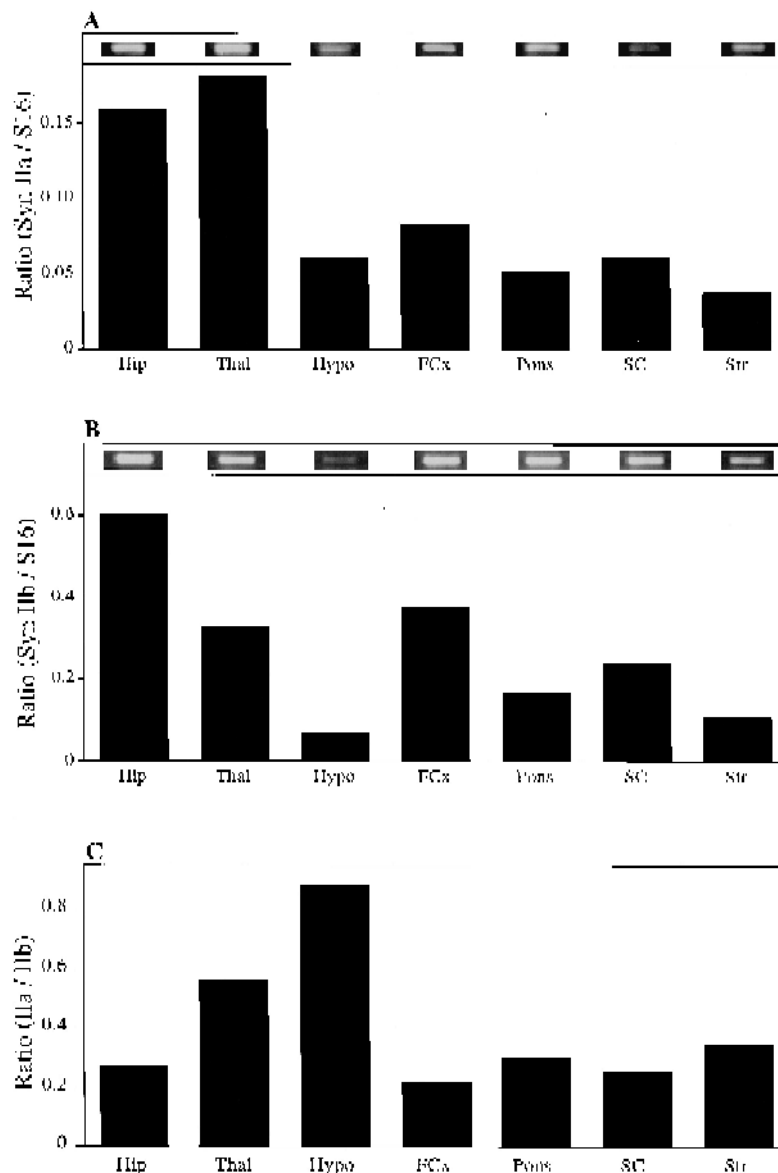 A
Ratio (Syn IIa / S16)
0.15
0.10
0.05
0
Hip Thal Hypo FCx Pons SC Str
B
Ratio (Syn IIb / S16)
0.6
0.4
0.2
0
Hip Thal Hypo FCx Pons SC Str
C
Ratio (IIa / IIb)
0.8
0.6
0.4
0.2
0
Hip Thal Hypo FCx Pons SC Str